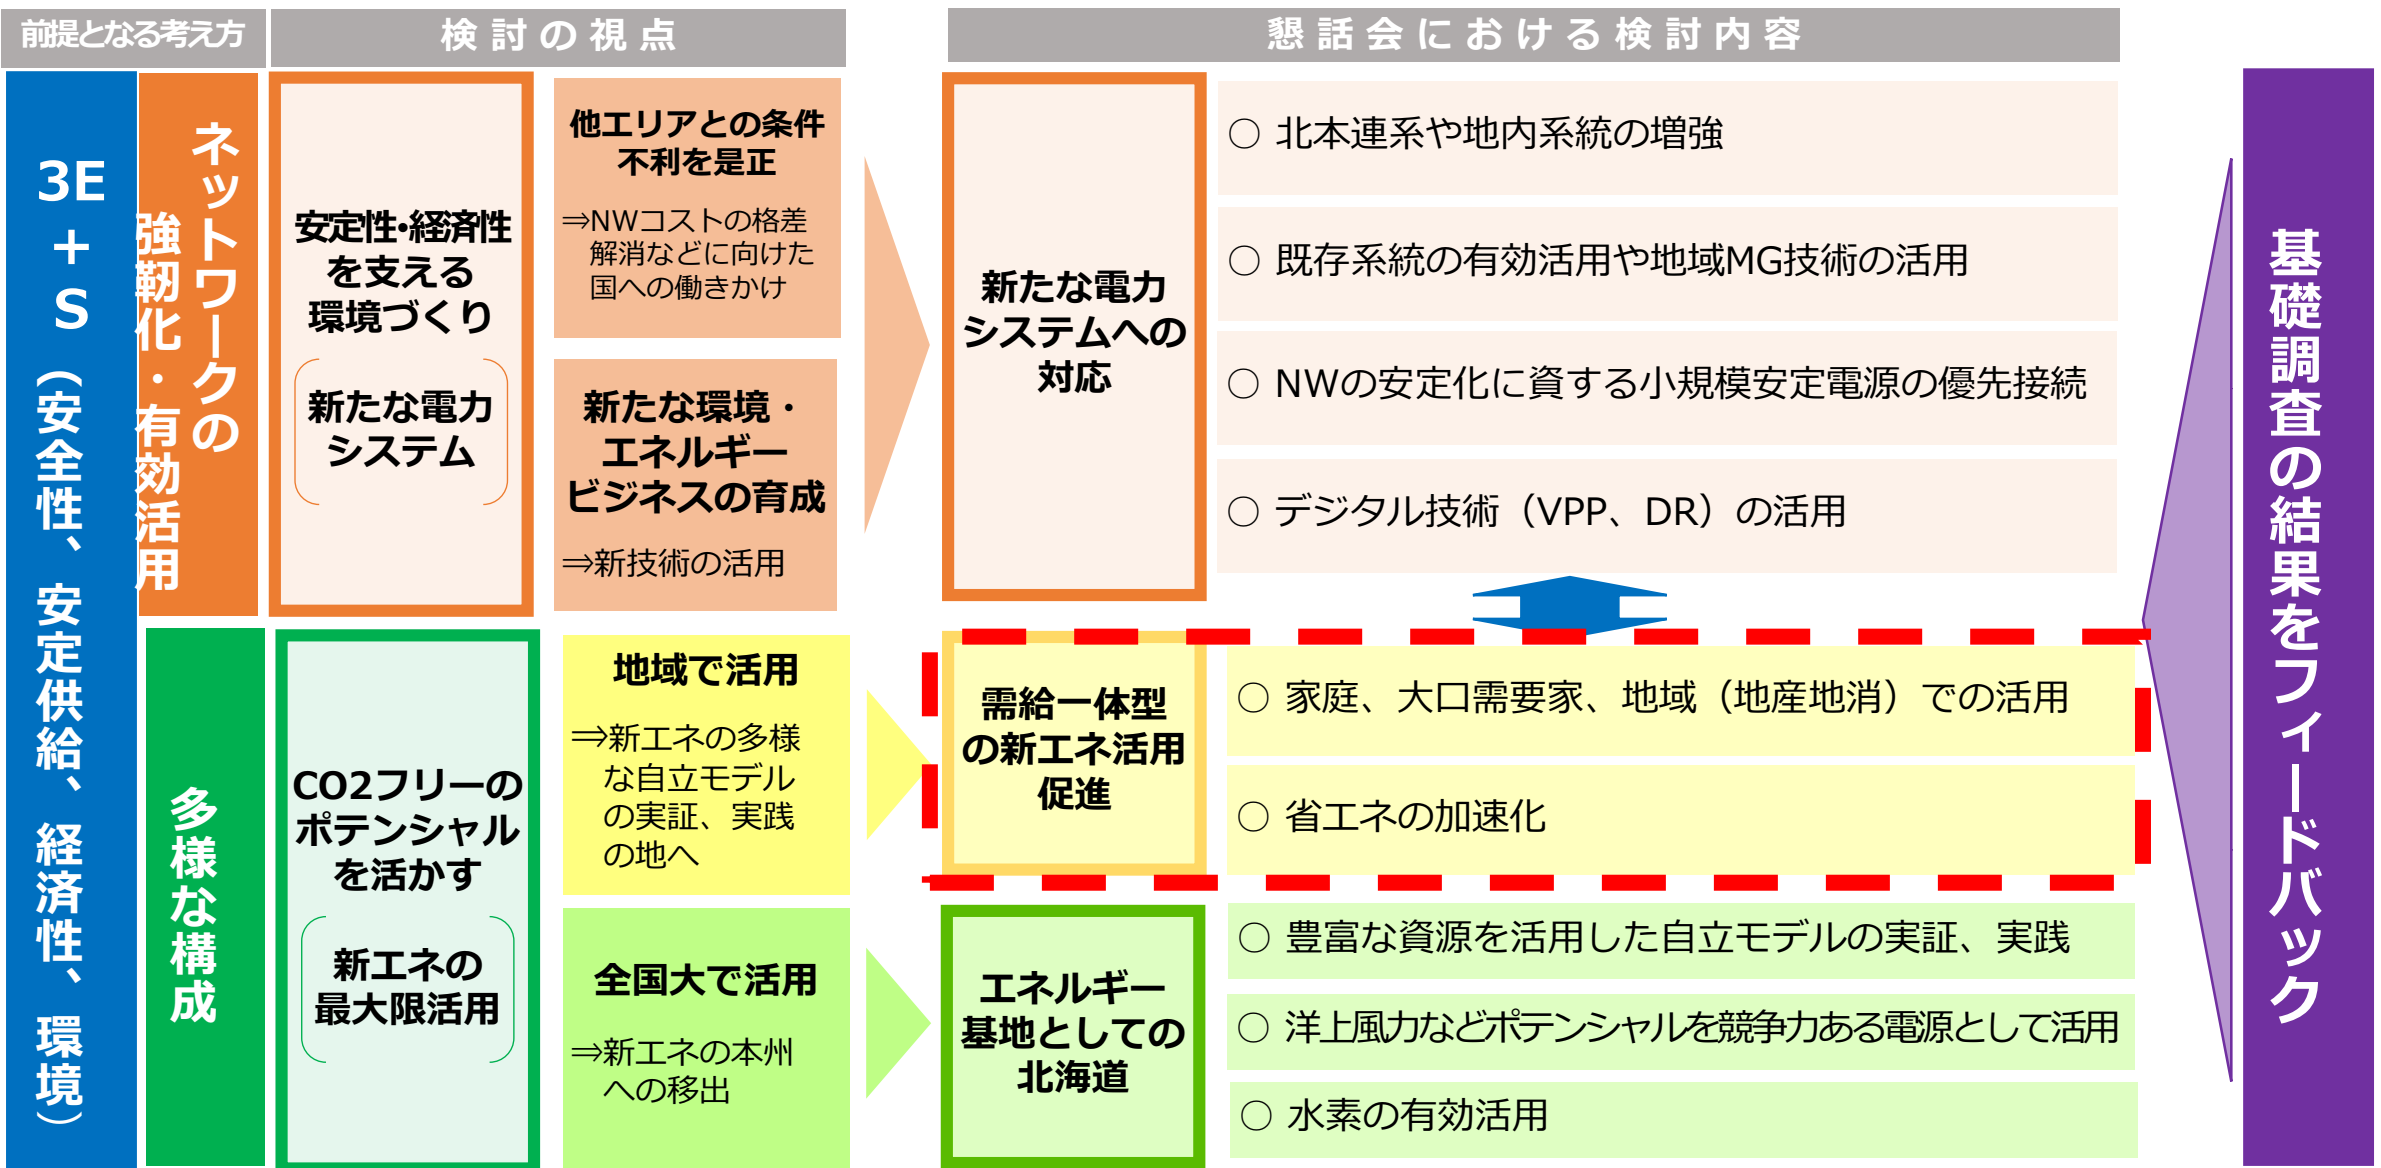 前提となる考え方
検討の視点
懇話会における検討内容
3E+S（安全性、安定供給、経済性、環境）
ネットワークの
強靭化・有効活用
安定性・経済性
を支える
環境づくり
新たな電力
システム
他エリアとの条件
不利を是正
⇒NWコストの格差
解消などに向けた
国への働きかけ
新たな環境・
エネルギー
ビジネスの育成
⇒新技術の活用
新たな電力
システムへの
対応
○ 北本連系や地内系統の増強
○ 既存系統の有効活用や地域MG技術の活用
○ NWの安定化に資する小規模安定電源の優先接続
○ デジタル技術（VPP、DR）の活用
多様な構成
CO2フリーの
ポテンシャル
を活かす
新エネの
最大限活用
地域で活用
⇒新エネの多様
な自立モデル
の実証、実践
の地へ
需給一体型
の新エネ活用
促進
○ 家庭、大口需要家、地域（地産地消）での活用
○ 省エネの加速化
全国大で活用
⇒新エネの本州
への移出
エネルギー
基地としての
北海道
○ 豊富な資源を活用した自立モデルの実証、実践
○ 洋上風力などポテンシャルを競争力ある電源として活用
○ 水素の有効活用
基礎調査の結果をフィードバック